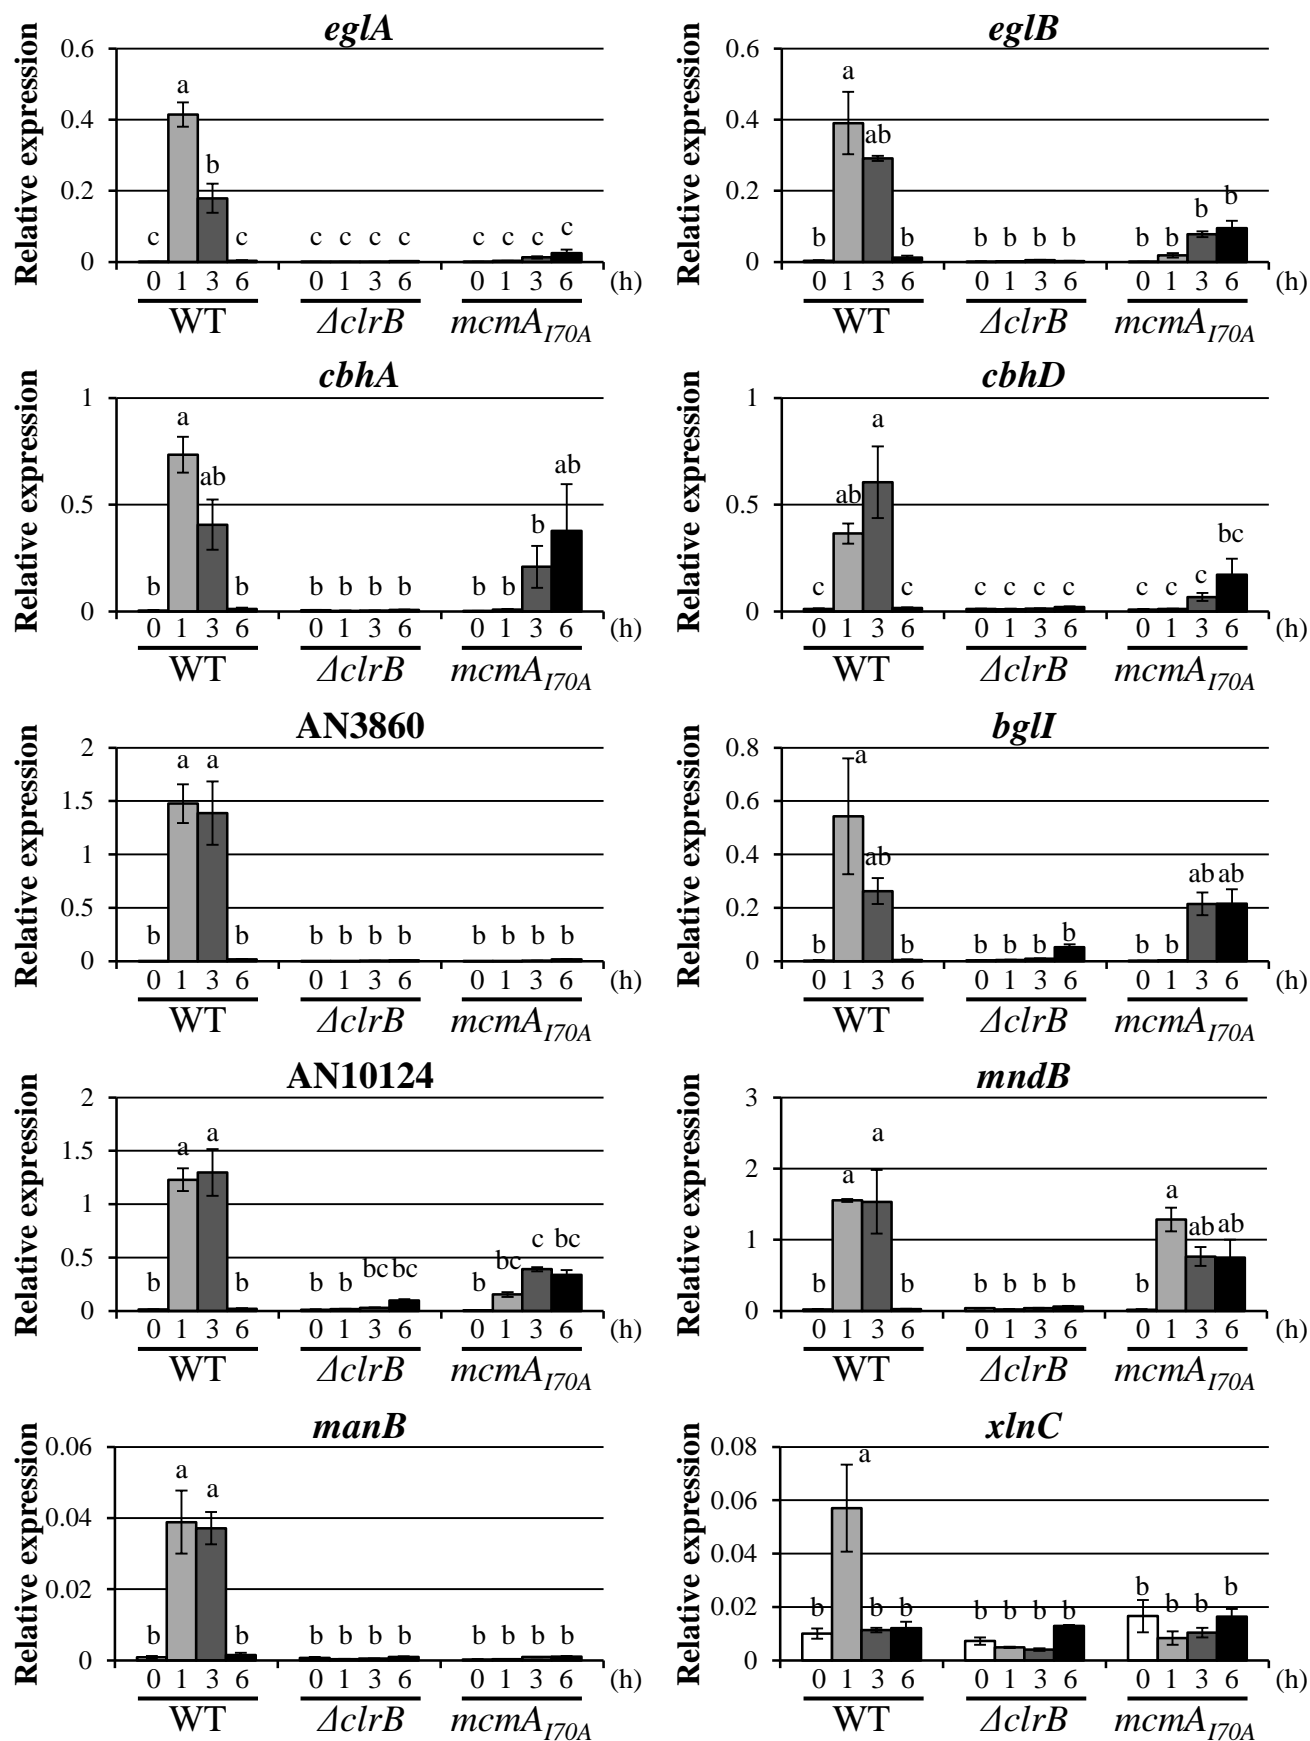 eglA
Relative expression
0.6
0.4
0.2
0
c a b c c c c c c c c c
0 1 3 6 0 1 3 6 0 1 3 6 (h)
WT ΔclrB mcmA_I70A
eglB
Relative expression
0.6
0.4
0.2
0
b a ab b b b b b b b b b
0 1 3 6 0 1 3 6 0 1 3 6 (h)
WT ΔclrB mcmA_I70A
cbhA
Relative expression
1
0.5
0
b a ab b b b b b b b b ab
0 1 3 6 0 1 3 6 0 1 3 6 (h)
WT ΔclrB mcmA_I70A
cbhD
Relative expression
1
0.5
0
c ab a c c c c c c c c bc
0 1 3 6 0 1 3 6 0 1 3 6 (h)
WT ΔclrB mcmA_I70A
AN3860
Relative expression
2
1.5
1
0.5
0
b a a b b b b b b b b b
0 1 3 6 0 1 3 6 0 1 3 6 (h)
WT ΔclrB mcmA_I70A
bglI
Relative expression
0.8
0.6
0.4
0.2
0
b a ab b b b b b b b ab ab
0 1 3 6 0 1 3 6 0 1 3 6 (h)
WT ΔclrB mcmA_I70A
AN10124
Relative expression
2
1.5
1
0.5
0
b a a b b b bc bc b bc c bc
0 1 3 6 0 1 3 6 0 1 3 6 (h)
WT ΔclrB mcmA_I70A
mndB
Relative expression
3
2
1
0
b a a b b b b b b a ab ab
0 1 3 6 0 1 3 6 0 1 3 6 (h)
WT ΔclrB mcmA_I70A
manB
Relative expression
0.06
0.04
0.02
0
b a a b b b b b b b b b
0 1 3 6 0 1 3 6 0 1 3 6 (h)
WT ΔclrB mcmA_I70A
xlnC
Relative expression
0.08
0.06
0.04
0.02
0
b a b b b b b b b b b b
0 1 3 6 0 1 3 6 0 1 3 6 (h)
WT ΔclrB mcmA_I70A